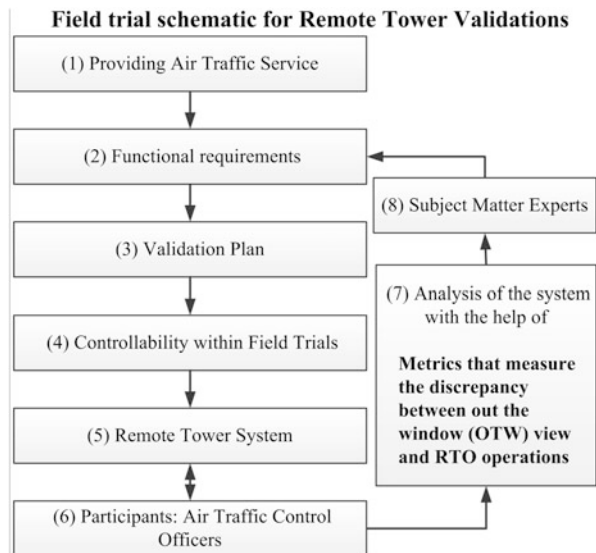 Field trial schematic for Remote Tower Validations
(1) Providing Air Traffic Service
(2) Functional requirements
(3) Validation Plan
(4) Controllability within Field Trials
(5) Remote Tower System
(6) Participants: Air Traffic Control
Officers
(7) Analysis of the system
with the help of
Metrics that measure
the discrepancy
between out the
window (OTW) view
and RTO operations
(8) Subject Matter Experts